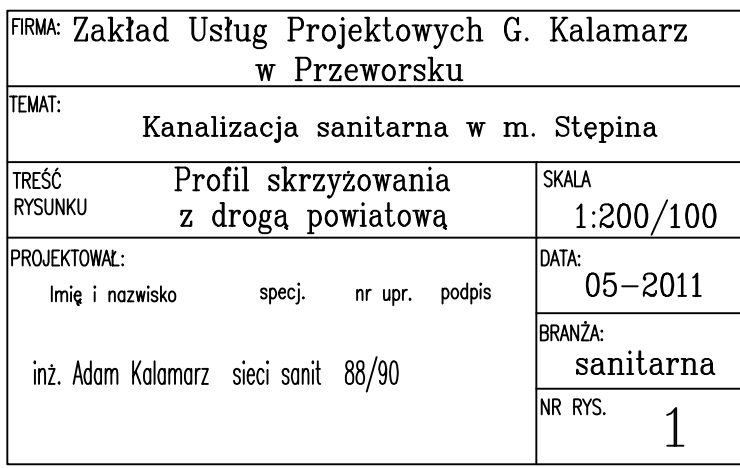 FIRMA: Zakład Usług Projektowych G. Kalamarz
w Przeworsku
TEMAT:
Kanalizacja sanitarna w m. Stępina
TREŚĆ
RYSUNKU
Profil skrzyżowania
z drogą powiatową
SKALA
1:200/100
PROJEKTOWAŁ:
Imię i nazwisko specj. nr upr. podpis
inż. Adam Kalamarz sieci sanit 88/90
DATA:
05-2011
BRANŻA:
sanitarna
NR RYS.
1